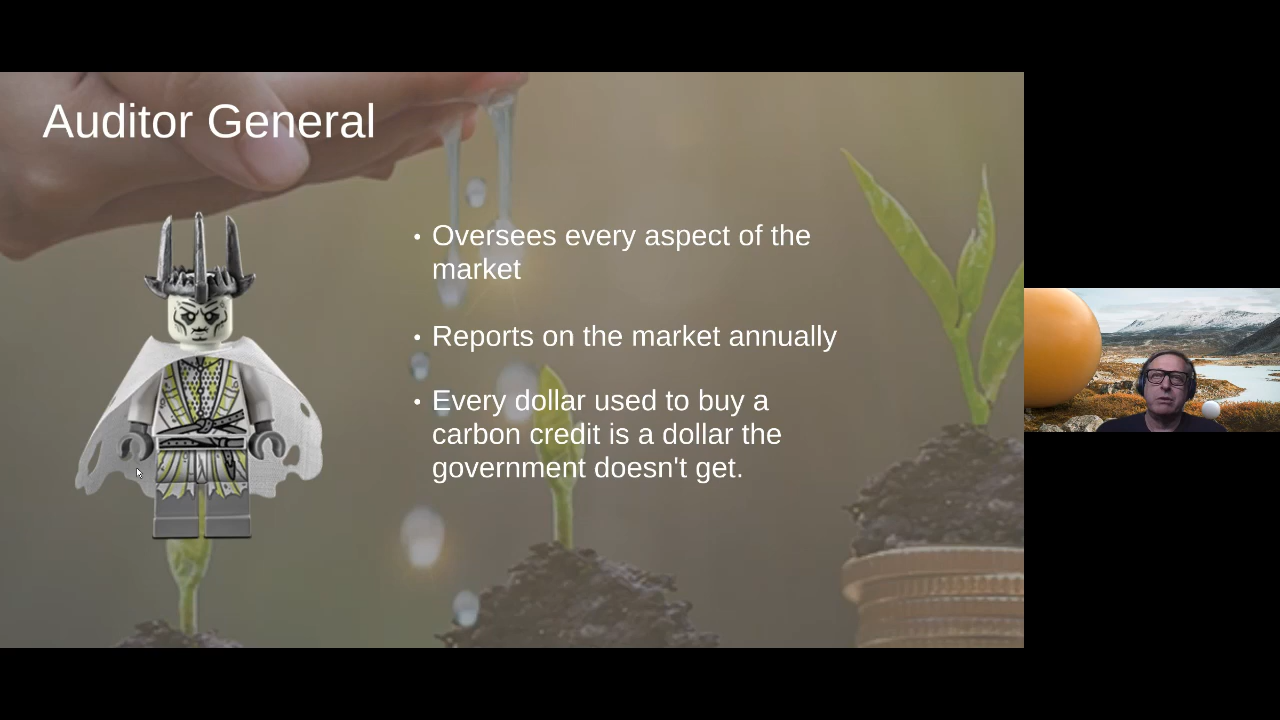 Auditor General
• Oversees every aspect of the
market
• Reports on the market annually
• Every dollar used to buy a
carbon credit is a dollar the
government doesn't get.